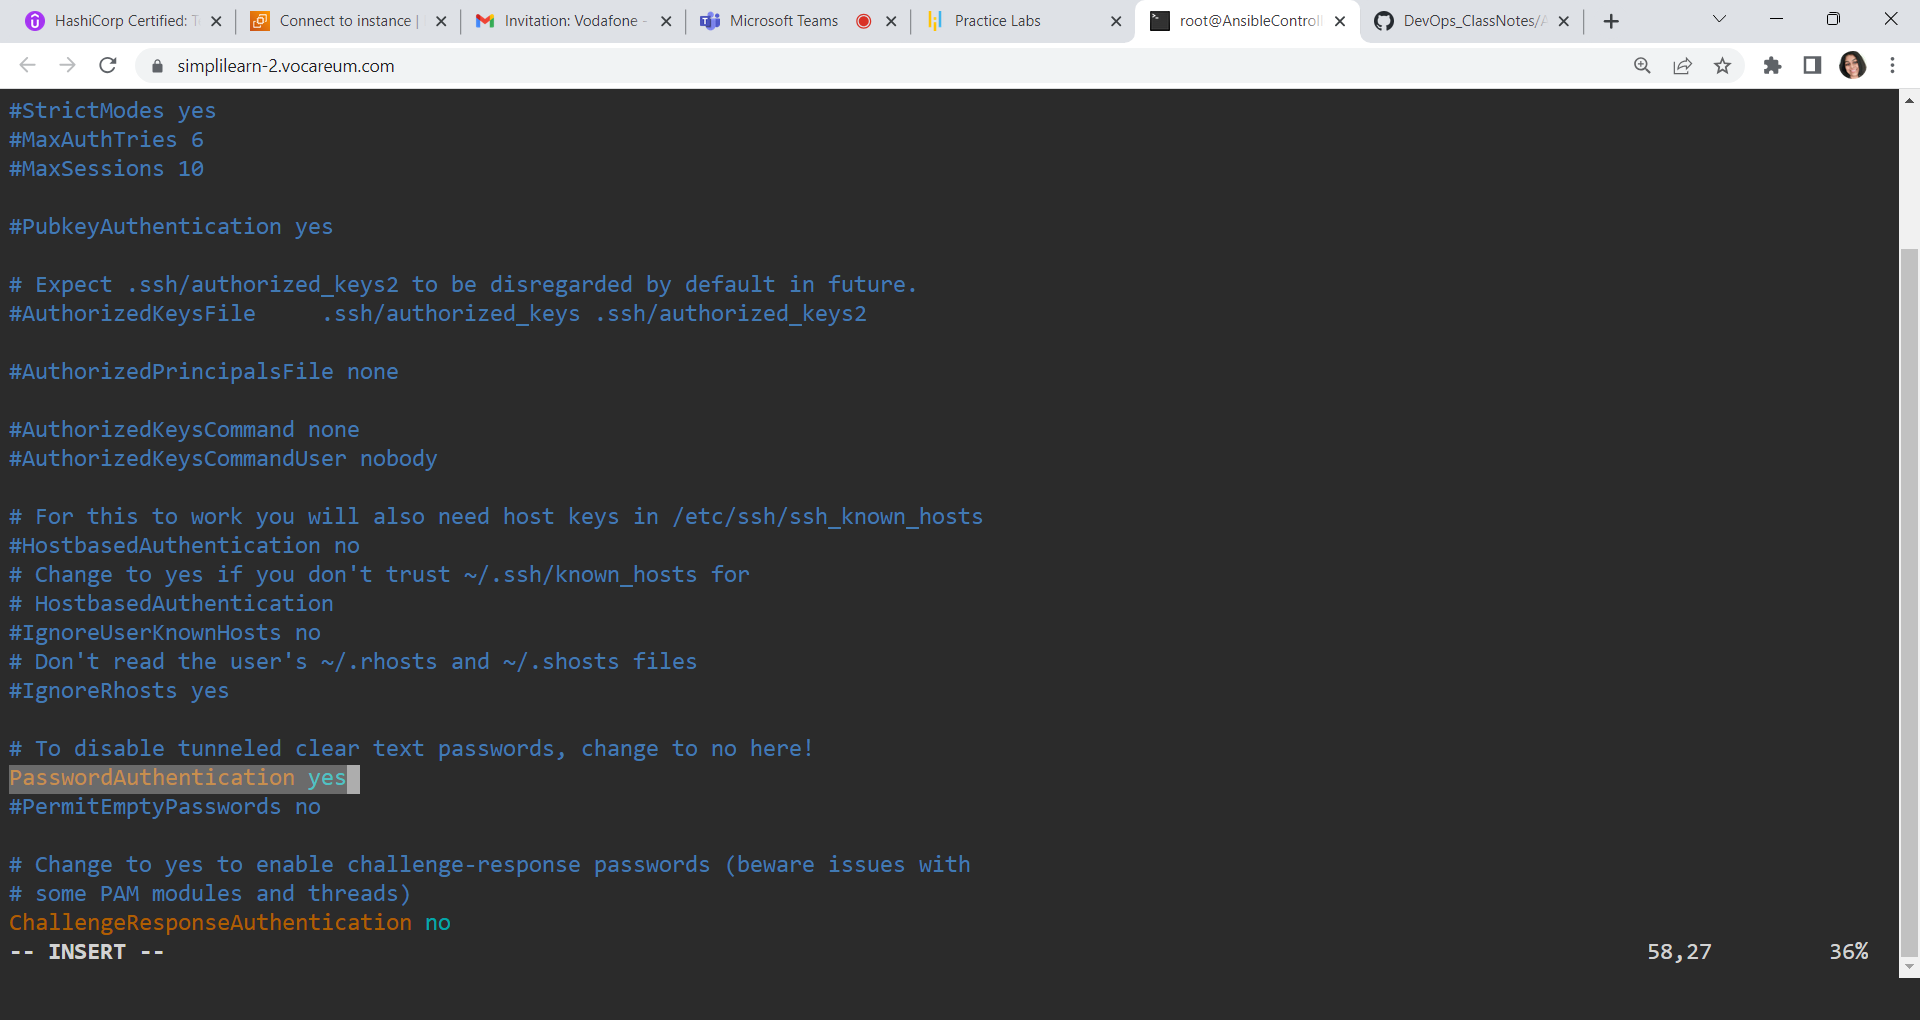 HashiCorp Certified: T
Connect to instance |
Invitation: Vodafone -
Microsoft Teams
Practice Labs
root@AnsibleControl
DevOps_ClassNotes/A
simplilearn-2.vocareum.com
#StrictModes yes
#MaxAuthTries 6
#MaxSessions 10
#PubkeyAuthentication yes
# Expect .ssh/authorized_keys2 to be disregarded by default in future.
#AuthorizedKeysFile     .ssh/authorized_keys .ssh/authorized_keys2
#AuthorizedPrincipalsFile none
#AuthorizedKeysCommand none
#AuthorizedKeysCommandUser nobody
# For this to work you will also need host keys in /etc/ssh/ssh_known_hosts
#HostbasedAuthentication no
# Change to yes if you don't trust ~/.ssh/known_hosts for
# HostbasedAuthentication
#IgnoreUserKnownHosts no
# Don't read the user's ~/.rhosts and ~/.shosts files
#IgnoreRhosts yes
# To disable tunneled clear text passwords, change to no here!
PasswordAuthentication yes
#PermitEmptyPasswords no
# Change to yes to enable challenge-response passwords (beware issues with
# some PAM modules and threads)
ChallengeResponseAuthentication no
-- INSERT -- 58,27 36%